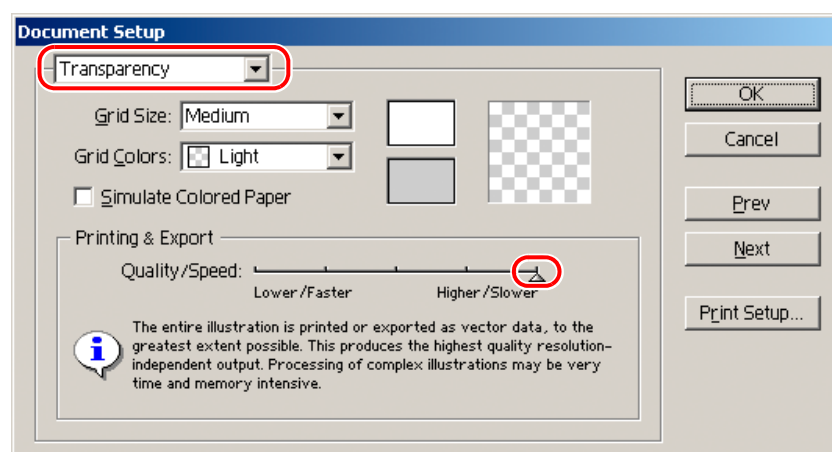 Document Setup
Transparency
Grid Size: Medium
Grid Colors: Light
Simulate Colored Paper
Printing & Export
Quality/Speed:
Lower/Faster Higher/Slower
The entire illustration is printed or exported as vector data, to the
greatest extent possible. This produces the highest quality resolution-
independent output. Processing of complex illustrations may be very
time and memory intensive.
OK
Cancel
Prev
Next
Print Setup...